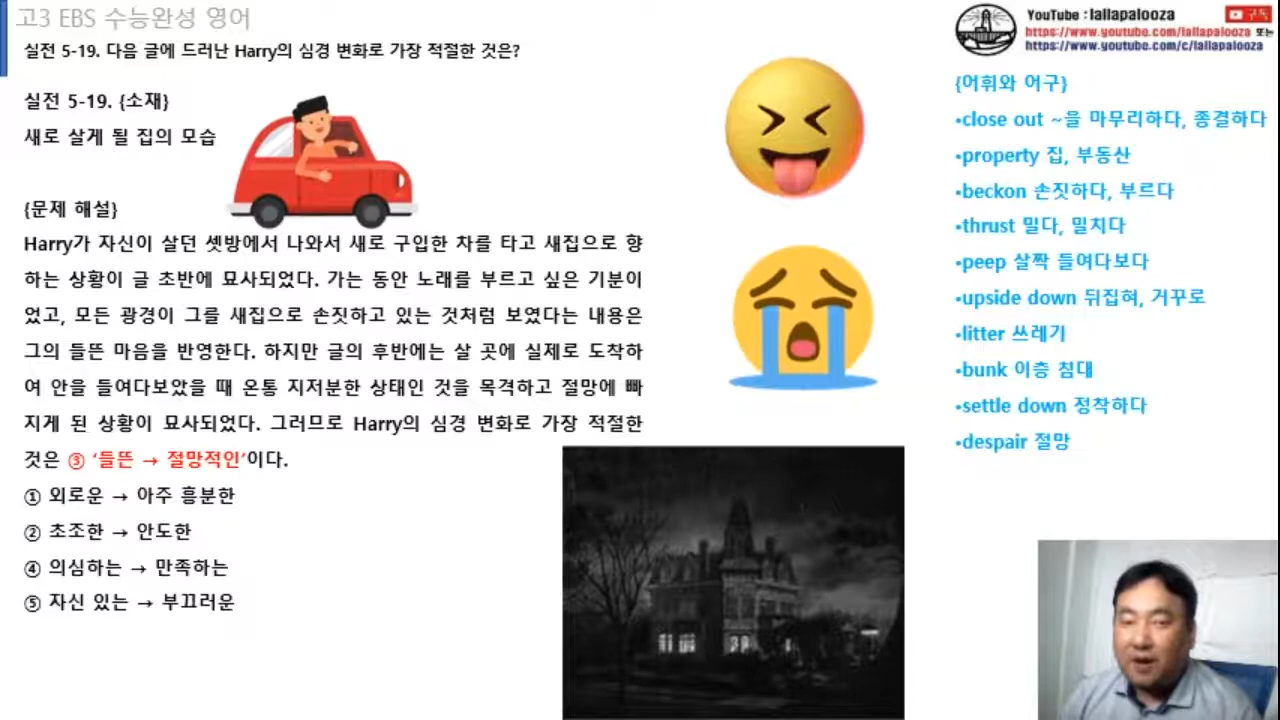 고3 EBS 수능완성 영어
실전 5-19. 다음 글에 드러난 Harry의 심경 변화로 가장 적절한 것은?
실전 5-19. {소재}
새로 살게 될 집의 모습
{문제 해설}
Harry가 자신이 살던 셋방에서 나와서 새로 구입한 차를 타고 새집으로 향
하는 상황이 글 초반에 묘사되었다. 가는 동안 노래를 부르고 싶은 기분이
었고, 모든 광경이 그를 새집으로 손짓하고 있는 것처럼 보였다는 내용은
그의 들뜬 마음을 반영한다. 하지만 글의 후반에는 살 곳에 실제로 도착하
여 안을 들여다보았을 때 온통 지저분한 상태인 것을 목격하고 절망에 빠
지게 된 상황이 묘사되었다. 그러므로 Harry의 심경 변화로 가장 적절한
것은 ③ ‘들뜬 → 절망적인’이다.
① 외로운 → 아주 흥분한
② 초조한 → 안도한
④ 의심하는 → 만족하는
⑤ 자신 있는 → 부끄러운
YouTube : lallapalooza
구독
https://www.youtube.com/lallapalooza 또는
https://www.youtube.com/c/lallapalooza
{어휘와 어구}
•close out ~을 마무리하다, 종결하다
•property 집, 부동산
•beckon 손짓하다, 부르다
•thrust 밀다, 밀치다
•peep 살짝 들여다보다
•upside down 뒤집혀, 거꾸로
•litter 쓰레기
•bunk 이층 침대
•settle down 정착하다
•despair 절망